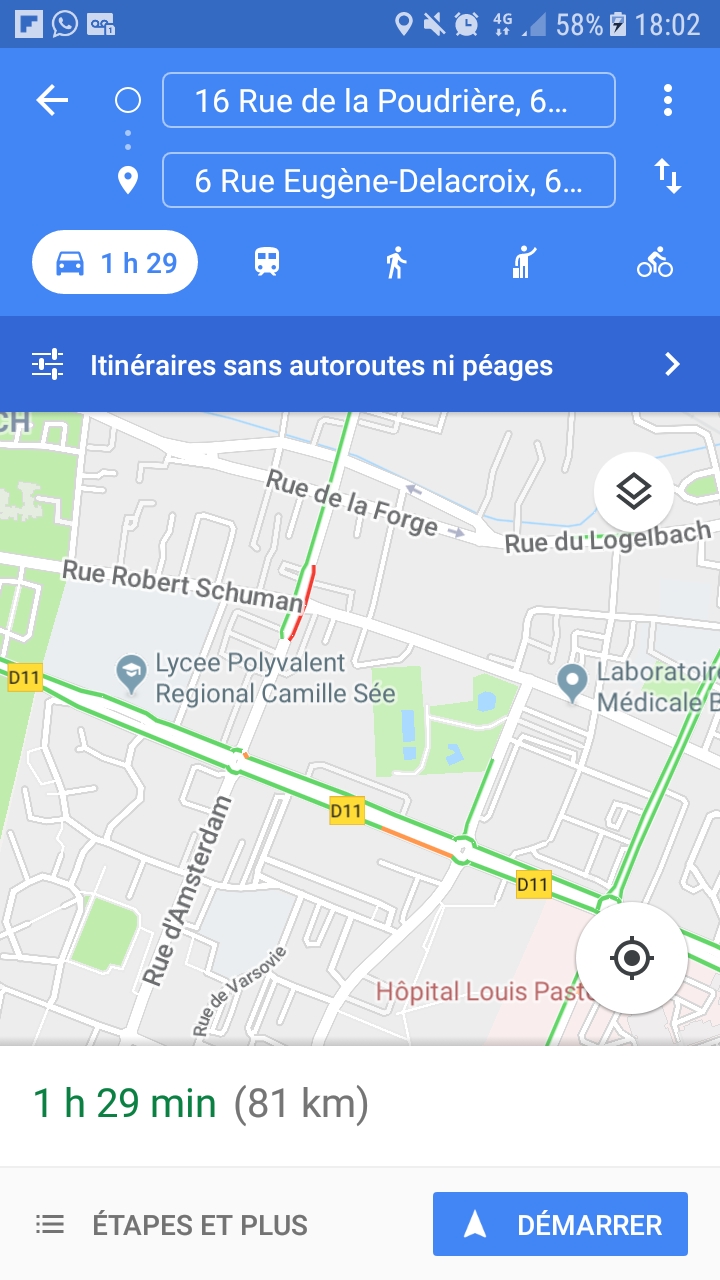 4G 58% 18:02
16 Rue de la Poudrière, 6...
6 Rue Eugène-Delacroix, 6...
1 h 29
Itinéraires sans autoroutes ni péages
CH
Rue de la Forge
Rue du Logelbach
Rue Robert Schuman
Lycee Polyvalent
Regional Camille Sée
Laboratoire
Médicale B
D11
D11
D11
Rue d'Amsterdam
Rue de Varsovie
Hôpital Louis Paste
1 h 29 min (81 km)
ÉTAPES ET PLUS
DÉMARRER